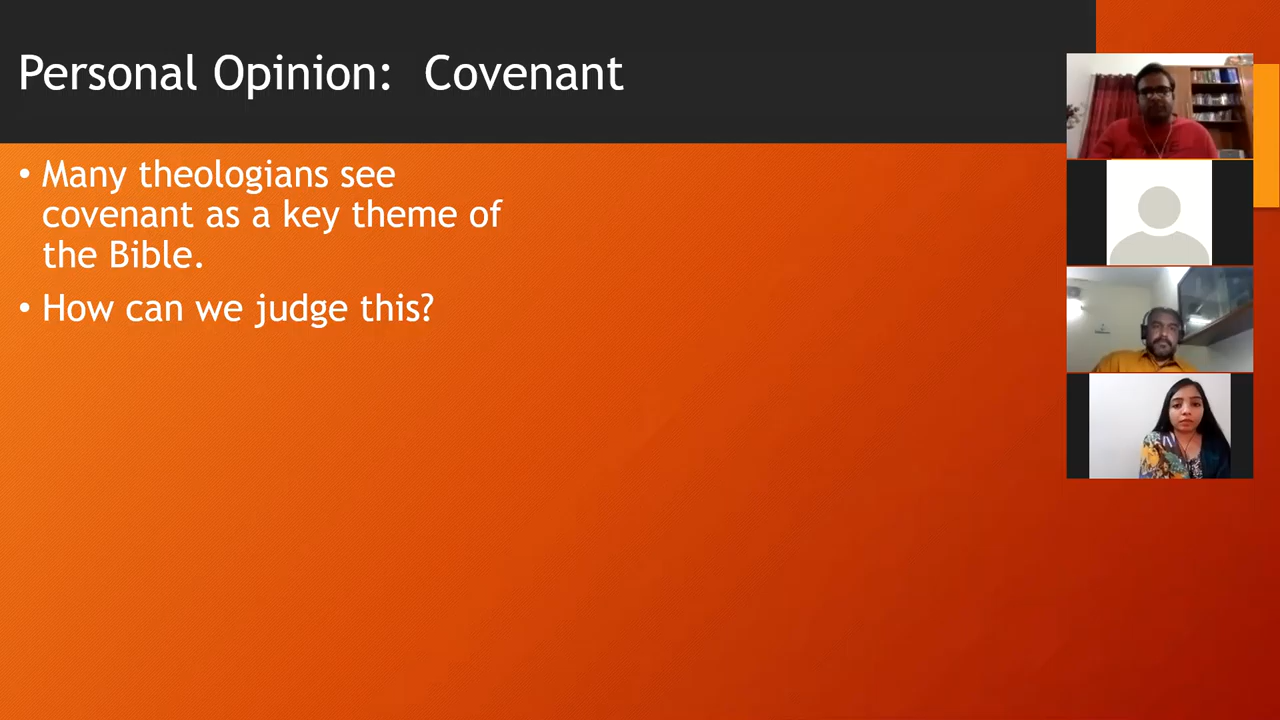 Personal Opinion: Covenant
• Many theologians see
covenant as a key theme of
the Bible.
• How can we judge this?